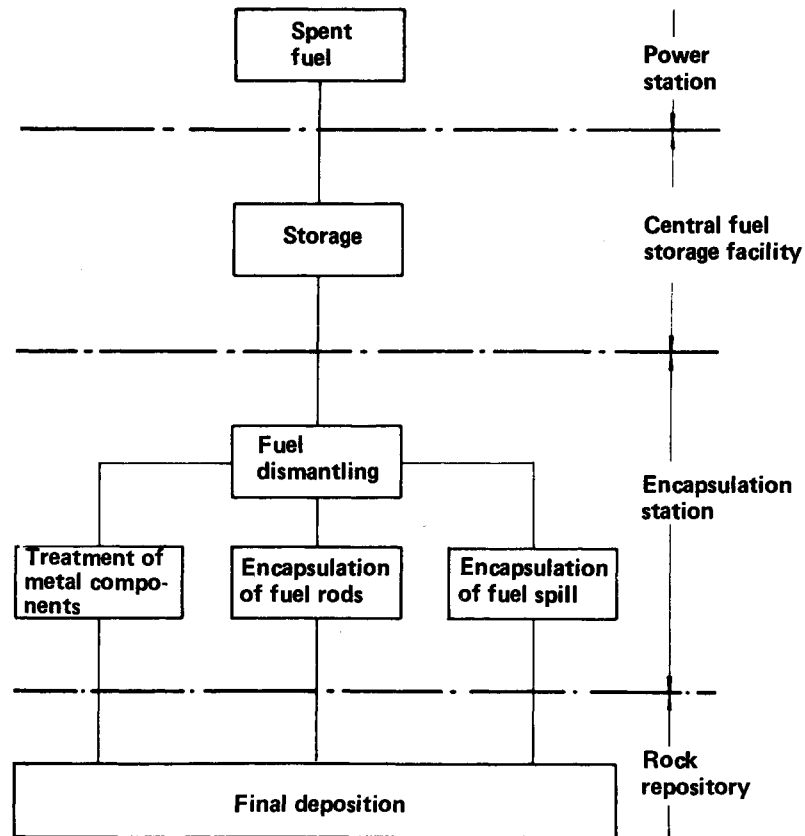 Spent
fuel
Power
station
Storage
Central fuel
storage facility
Fuel
dismantling
Encapsulation
station
Treatment of
metal compo-
nents
Encapsulation
of fuel rods
Encapsulation
of fuel spill
Rock
repository
Final deposition